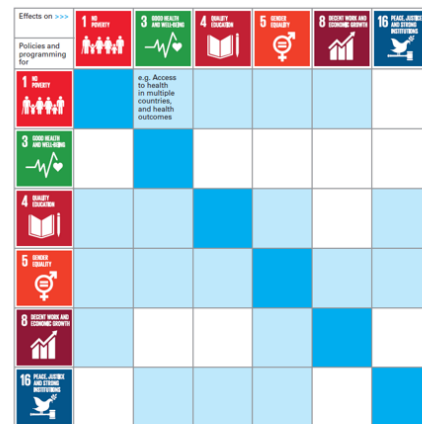 Effects on >>>
1 NO POVERTY
3 GOOD HEALTH AND WELL-BEING
4 QUALITY EDUCATION
5 GENDER EQUALITY
8 DECENT WORK AND ECONOMIC GROWTH
16 PEACE, JUSTICE AND STRONG INSTITUTIONS
Policies and
programming
for
1 NO POVERTY
e.g. Access
to health
in multiple
countries,
and health
outcomes
3 GOOD HEALTH AND WELL-BEING
4 QUALITY EDUCATION
5 GENDER EQUALITY
8 DECENT WORK AND ECONOMIC GROWTH
16 PEACE, JUSTICE AND STRONG INSTITUTIONS